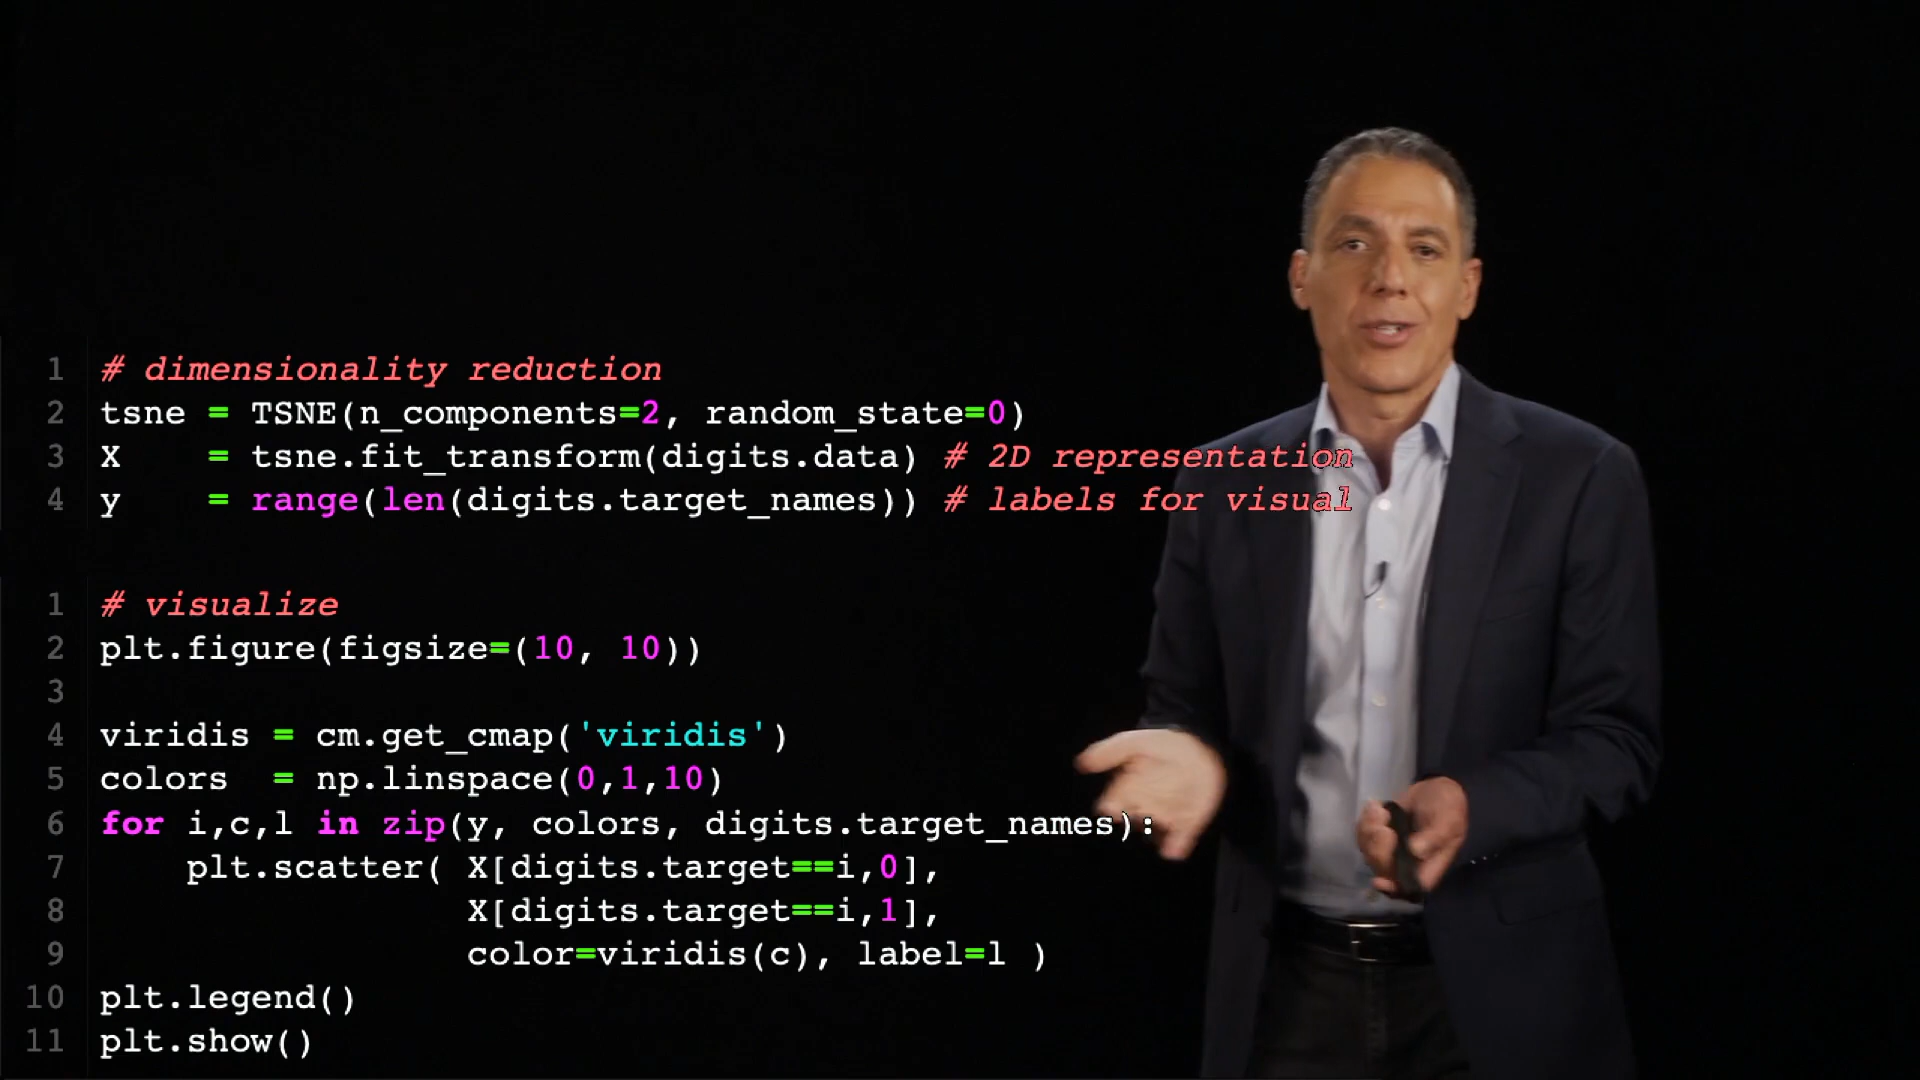 1 # dimensionality reduction
2 tsne = TSNE(n_components=2, random_state=0)
3 X    = tsne.fit_transform(digits.data) # 2D representation
4 y    = range(len(digits.target_names)) # labels for visual
1 # visualize
2 plt.figure(figsize=(10, 10))
3
4 viridis = cm.get_cmap('viridis')
5 colors  = np.linspace(0,1,10)
6 for i,c,l in zip(y, colors, digits.target_names):
7     plt.scatter( X[digits.target==i,0],
8                  X[digits.target==i,1],
9                  color=viridis(c), label=l )
10 plt.legend()
11 plt.show()